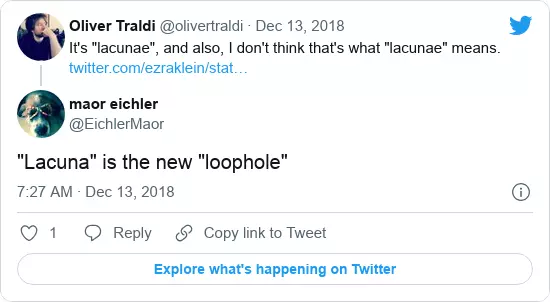 Oliver Traldi @olivertraldi · Dec 13, 2018
It's "lacunae", and also, I don't think that's what "lacunae" means.
twitter.com/ezraklein/stat…
maor eichler
@EichlerMaor
"Lacuna" is the new "loophole"
7:27 AM · Dec 13, 2018
1 Reply Copy link to Tweet
Explore what's happening on Twitter